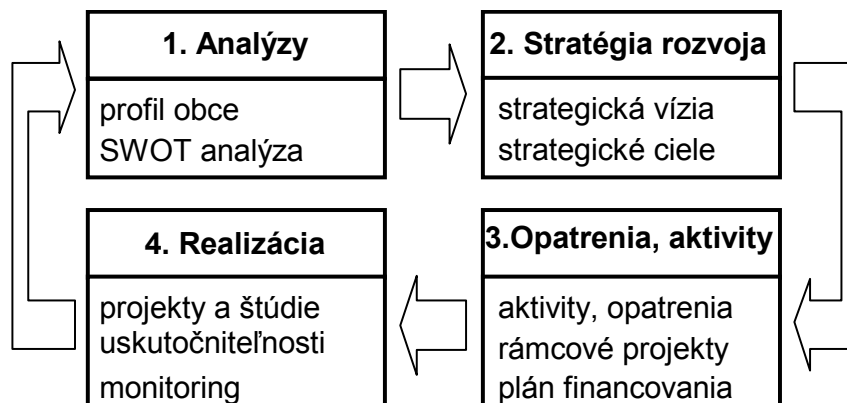 1. Analýzy
profil obce
SWOT analýza
2. Stratégia rozvoja
strategická vízia
strategické ciele
3.Opatrenia, aktivity
aktivity, opatrenia
rámcové projekty
plán financovania
4. Realizácia
projekty a štúdie
uskutočniteľnosti
monitoring